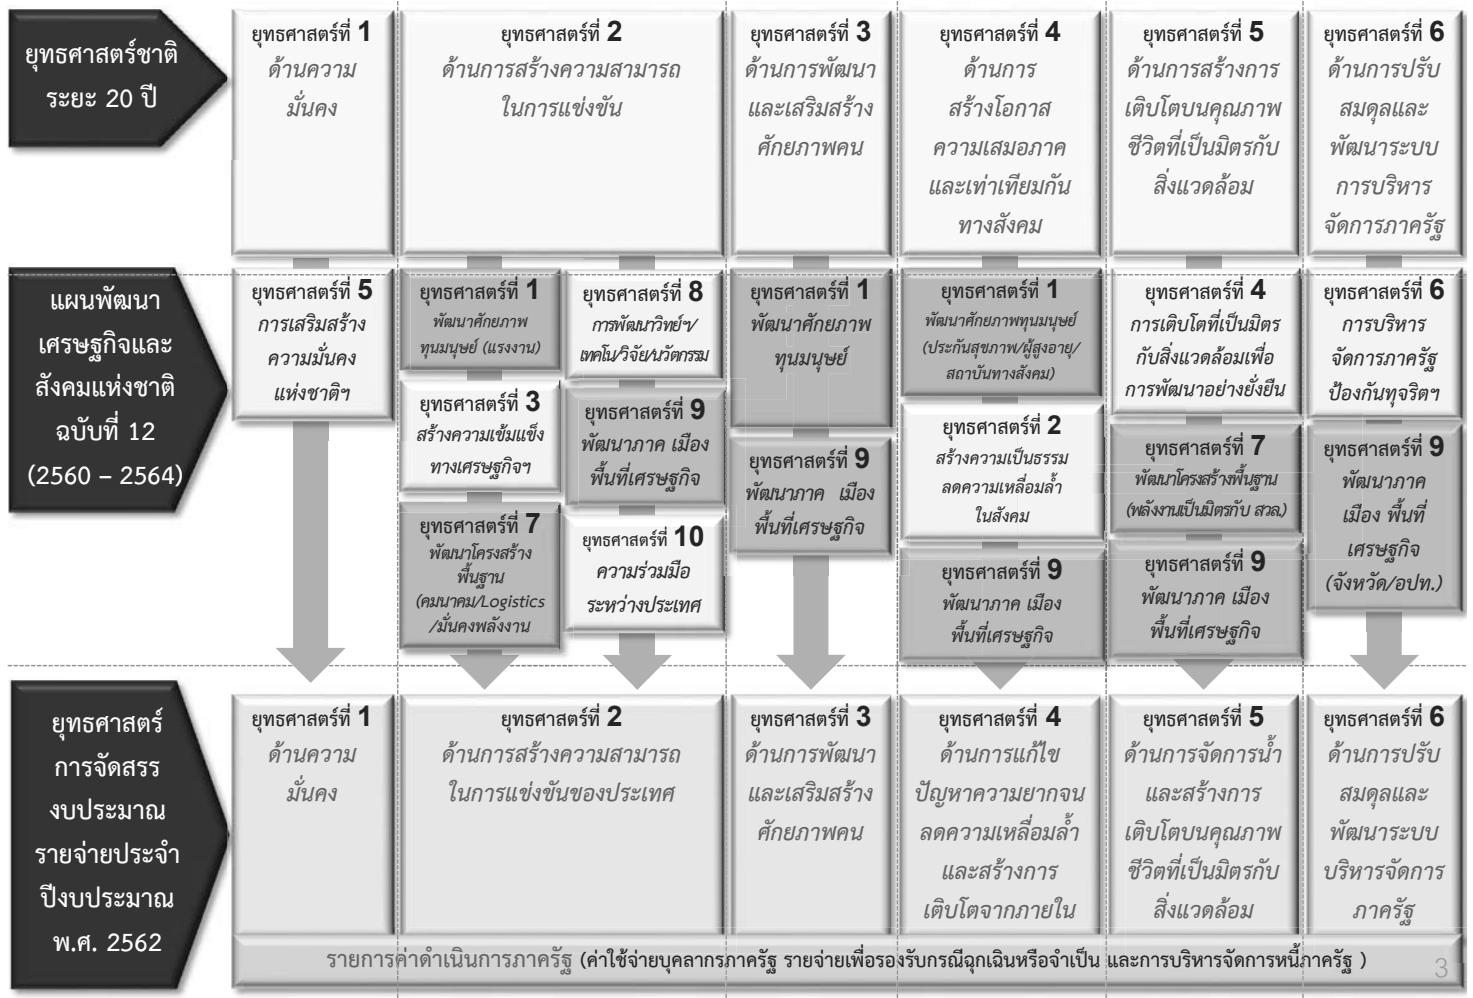 ยุทธศาสตร์ชาติ
ระยะ 20 ปี
ยุทธศาสตร์ที่ 1
ด้านความ
มั่นคง
ยุทธศาสตร์ที่ 2
ด้านการสร้างความสามารถ
ในการแข่งขัน
ยุทธศาสตร์ที่ 3
ด้านการพัฒนา
และเสริมสร้าง
ศักยภาพคน
ยุทธศาสตร์ที่ 4
ด้านการ
สร้างโอกาส
ความเสมอภาค
และเท่าเทียมกัน
ทางสังคม
ยุทธศาสตร์ที่ 5
ด้านการสร้างการ
เติบโตบนคุณภาพ
ชีวิตที่เป็นมิตรกับ
สิ่งแวดล้อม
ยุทธศาสตร์ที่ 6
ด้านการปรับ
สมดุลและ
พัฒนาระบบ
การบริหาร
จัดการภาครัฐ
แผนพัฒนา
เศรษฐกิจและ
สังคมแห่งชาติ
ฉบับที่ 12
(2560 – 2564)
ยุทธศาสตร์ที่ 5
การเสริมสร้าง
ความมั่นคง
แห่งชาติฯ
ยุทธศาสตร์ที่ 1
พัฒนาศักยภาพ
ทุนมนุษย์ (แรงงาน)
ยุทธศาสตร์ที่ 3
สร้างความเข้มแข็ง
ทางเศรษฐกิจฯ
ยุทธศาสตร์ที่ 7
พัฒนาโครงสร้าง
พื้นฐาน
(คมนาคม/Logistics
/มั่นคงพลังงาน
ยุทธศาสตร์ที่ 8
การพัฒนาวิทย์ฯ/
เทคโน/วิจัย/นวัตกรรม
ยุทธศาสตร์ที่ 9
พัฒนาภาค เมือง
พื้นที่เศรษฐกิจ
ยุทธศาสตร์ที่ 10
ความร่วมมือ
ระหว่างประเทศ
ยุทธศาสตร์ที่ 1
พัฒนาศักยภาพ
ทุนมนุษย์
ยุทธศาสตร์ที่ 9
พัฒนาภาค เมือง
พื้นที่เศรษฐกิจ
ยุทธศาสตร์ที่ 1
พัฒนาศักยภาพทุนมนุษย์
(ประกันสุขภาพ/ผู้สูงอายุ/
สถาบันทางสังคม)
ยุทธศาสตร์ที่ 2
สร้างความเป็นธรรม
ลดความเหลื่อมล้ำ
ในสังคม
ยุทธศาสตร์ที่ 9
พัฒนาภาค เมือง
พื้นที่เศรษฐกิจ
ยุทธศาสตร์ที่ 4
การเติบโตที่เป็นมิตร
กับสิ่งแวดล้อมเพื่อ
การพัฒนาอย่างยั่งยืน
ยุทธศาสตร์ที่ 7
พัฒนาโครงสร้างพื้นฐาน
(พลังงานเป็นมิตรกับ สวล.)
ยุทธศาสตร์ที่ 9
พัฒนาภาค เมือง
พื้นที่เศรษฐกิจ
ยุทธศาสตร์ที่ 6
การบริหาร
จัดการภาครัฐ
ป้องกันทุจริตฯ
ยุทธศาสตร์ที่ 9
พัฒนาภาค
เมือง พื้นที่
เศรษฐกิจ
(จังหวัด/อปท.)
ยุทธศาสตร์
การจัดสรร
งบประมาณ
รายจ่ายประจำ
ปีงบประมาณ
พ.ศ. 2562
ยุทธศาสตร์ที่ 1
ด้านความ
มั่นคง
ยุทธศาสตร์ที่ 2
ด้านการสร้างความสามารถ
ในการแข่งขันของประเทศ
ยุทธศาสตร์ที่ 3
ด้านการพัฒนา
และเสริมสร้าง
ศักยภาพคน
ยุทธศาสตร์ที่ 4
ด้านการแก้ไข
ปัญหาความยากจน
ลดความเหลื่อมล้ำ
และสร้างการ
เติบโตจากภายใน
ยุทธศาสตร์ที่ 5
ด้านการจัดการน้ำ
และสร้างการ
เติบโตบนคุณภาพ
ชีวิตที่เป็นมิตรกับ
สิ่งแวดล้อม
ยุทธศาสตร์ที่ 6
ด้านการปรับ
สมดุลและ
พัฒนาระบบ
บริหารจัดการ
ภาครัฐ
รายการค่าดำเนินการภาครัฐ (ค่าใช้จ่ายบุคลากรภาครัฐ รายจ่ายเพื่อรองรับกรณีฉุกเฉินหรือจำเป็น และการบริหารจัดการหนี้ภาครัฐ )
3